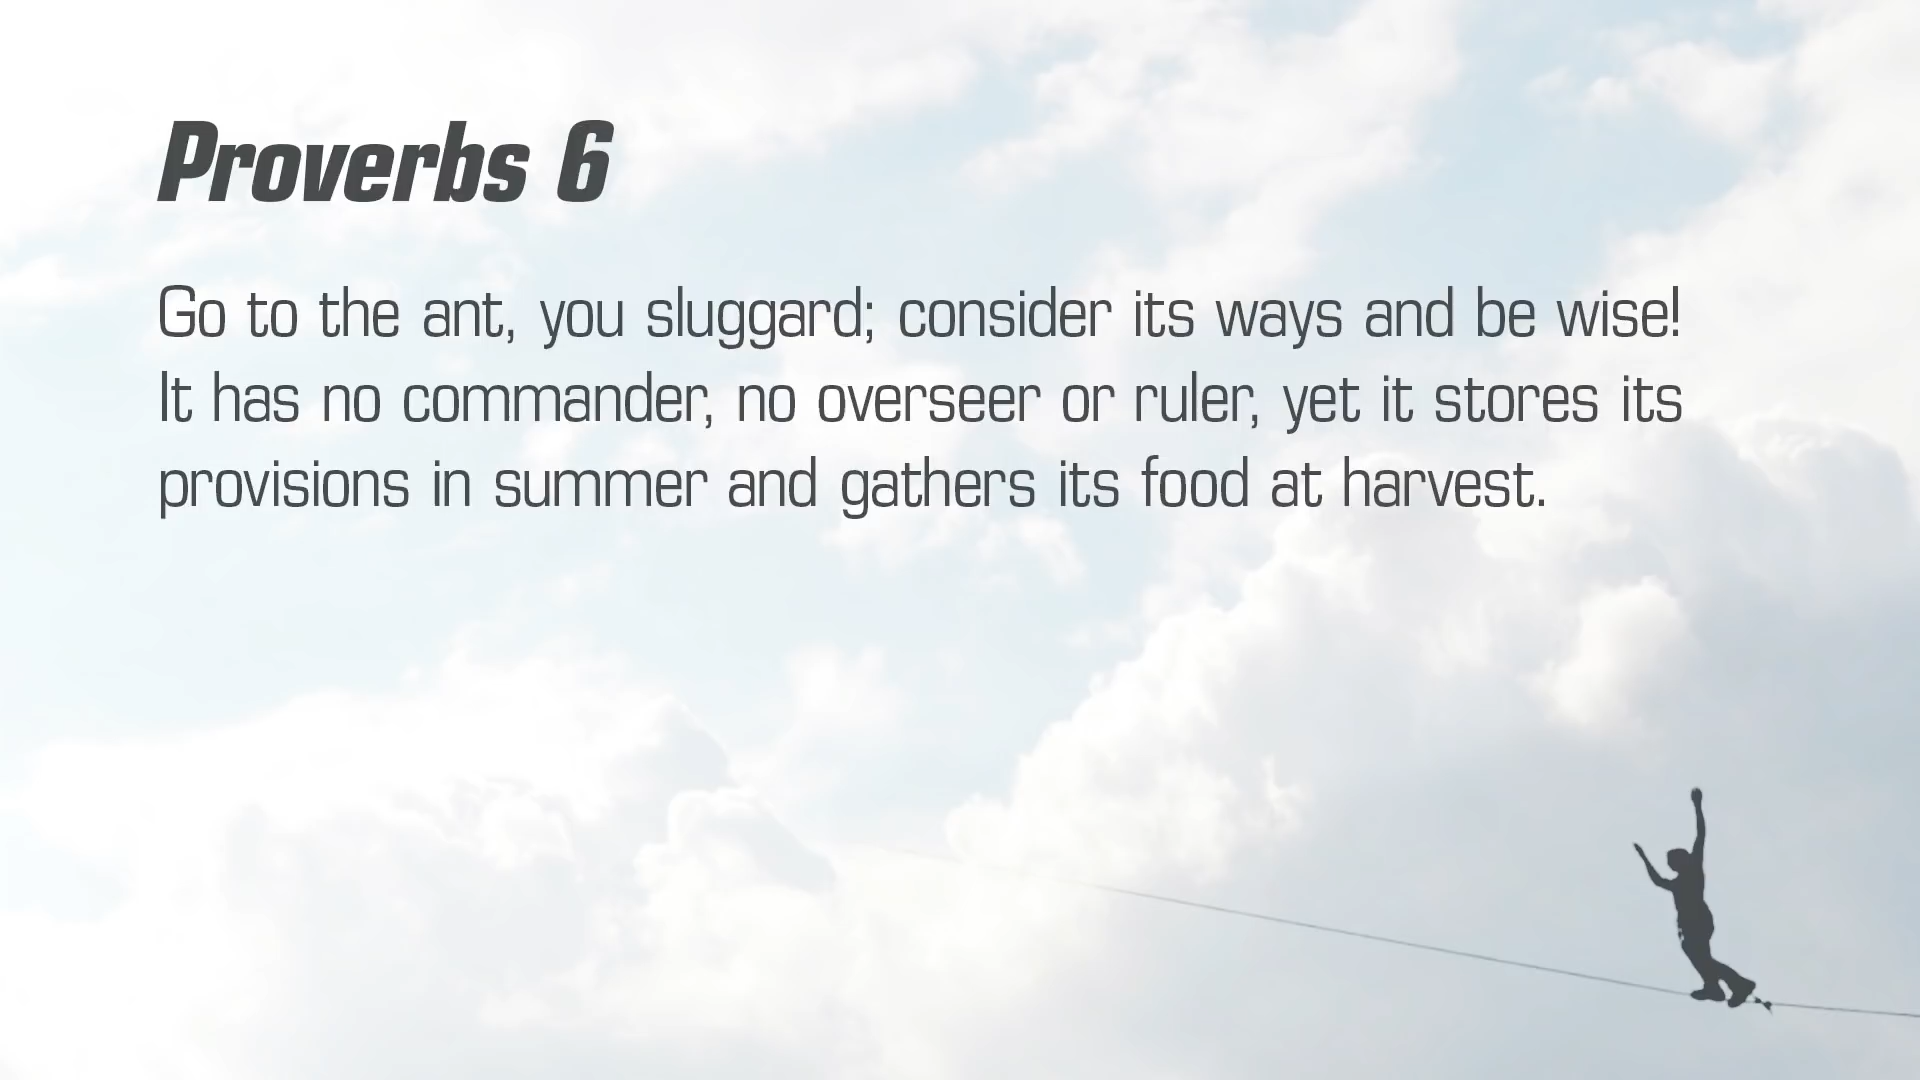 Proverbs 6
Go to the ant, you sluggard; consider its ways and be wise!
It has no commander, no overseer or ruler, yet it stores its
provisions in summer and gathers its food at harvest.